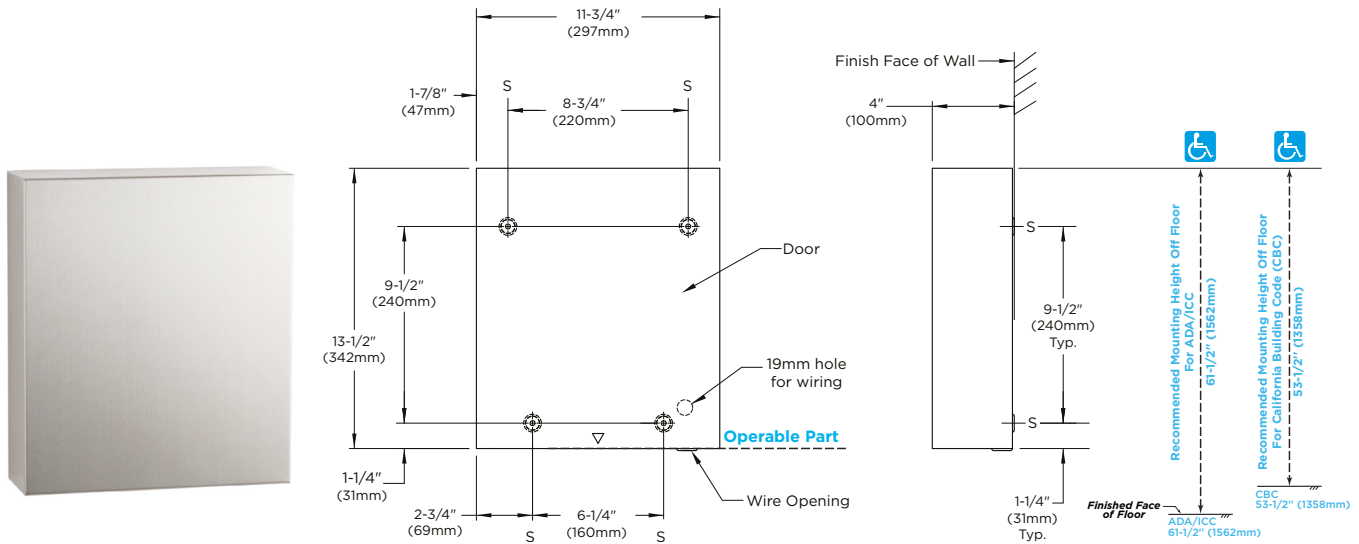 11-3/4"
(297mm)
1-7/8"
(47mm)
S
S
8-3/4"
(220mm)
9-1/2"
(240mm)
13-1/2"
(342mm)
Door
19mm hole
for wiring
Operable Part
1-1/4"
(31mm)
Wire Opening
2-3/4"
(69mm)
6-1/4"
(160mm)
S
S
Finish Face of Wall
4"
(100mm)
S
9-1/2"
(240mm)
Typ.
S
1-1/4"
(31mm)
Typ.
Recommended Mounting Height Off Floor
For ADA/ICC
61-1/2" (1562mm)
Recommended Mounting Height Off Floor
For California Building Code (CBC)
53-1/2" (1358mm)
CBC
53-1/2" (1358mm)
Finished Face
of Floor
ADA/ICC
61-1/2" (1562mm)